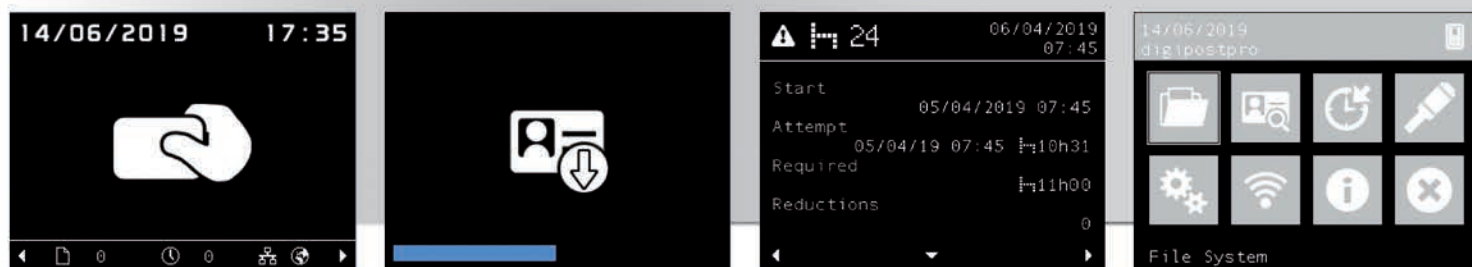 14/06/2019 17:35
0 0
24 06/04/2019
07:45
Start
05/04/2019 07:45
Attempt
05/04/19 07:45 10h31
Required
11h00
Reductions
0
14/06/2019
digipostpro
File System